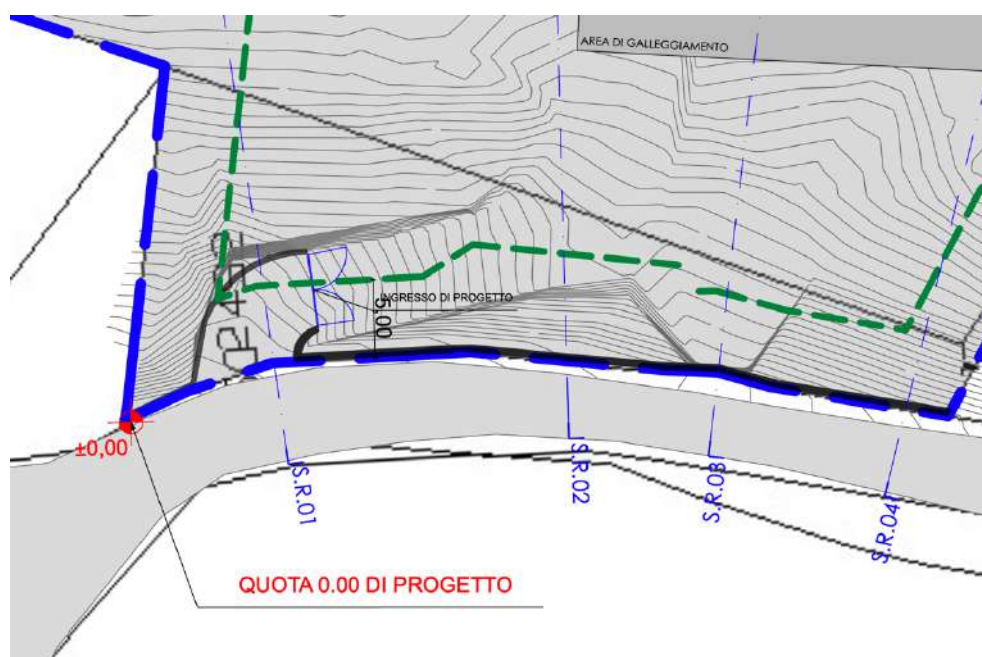 AREA DI GALLEGGIAMENTO
INGRESSO DI PROGETTO
5,00
±0,00
S.R.01
S.R.02
S.R.03
S.R.04
QUOTA 0.00 DI PROGETTO